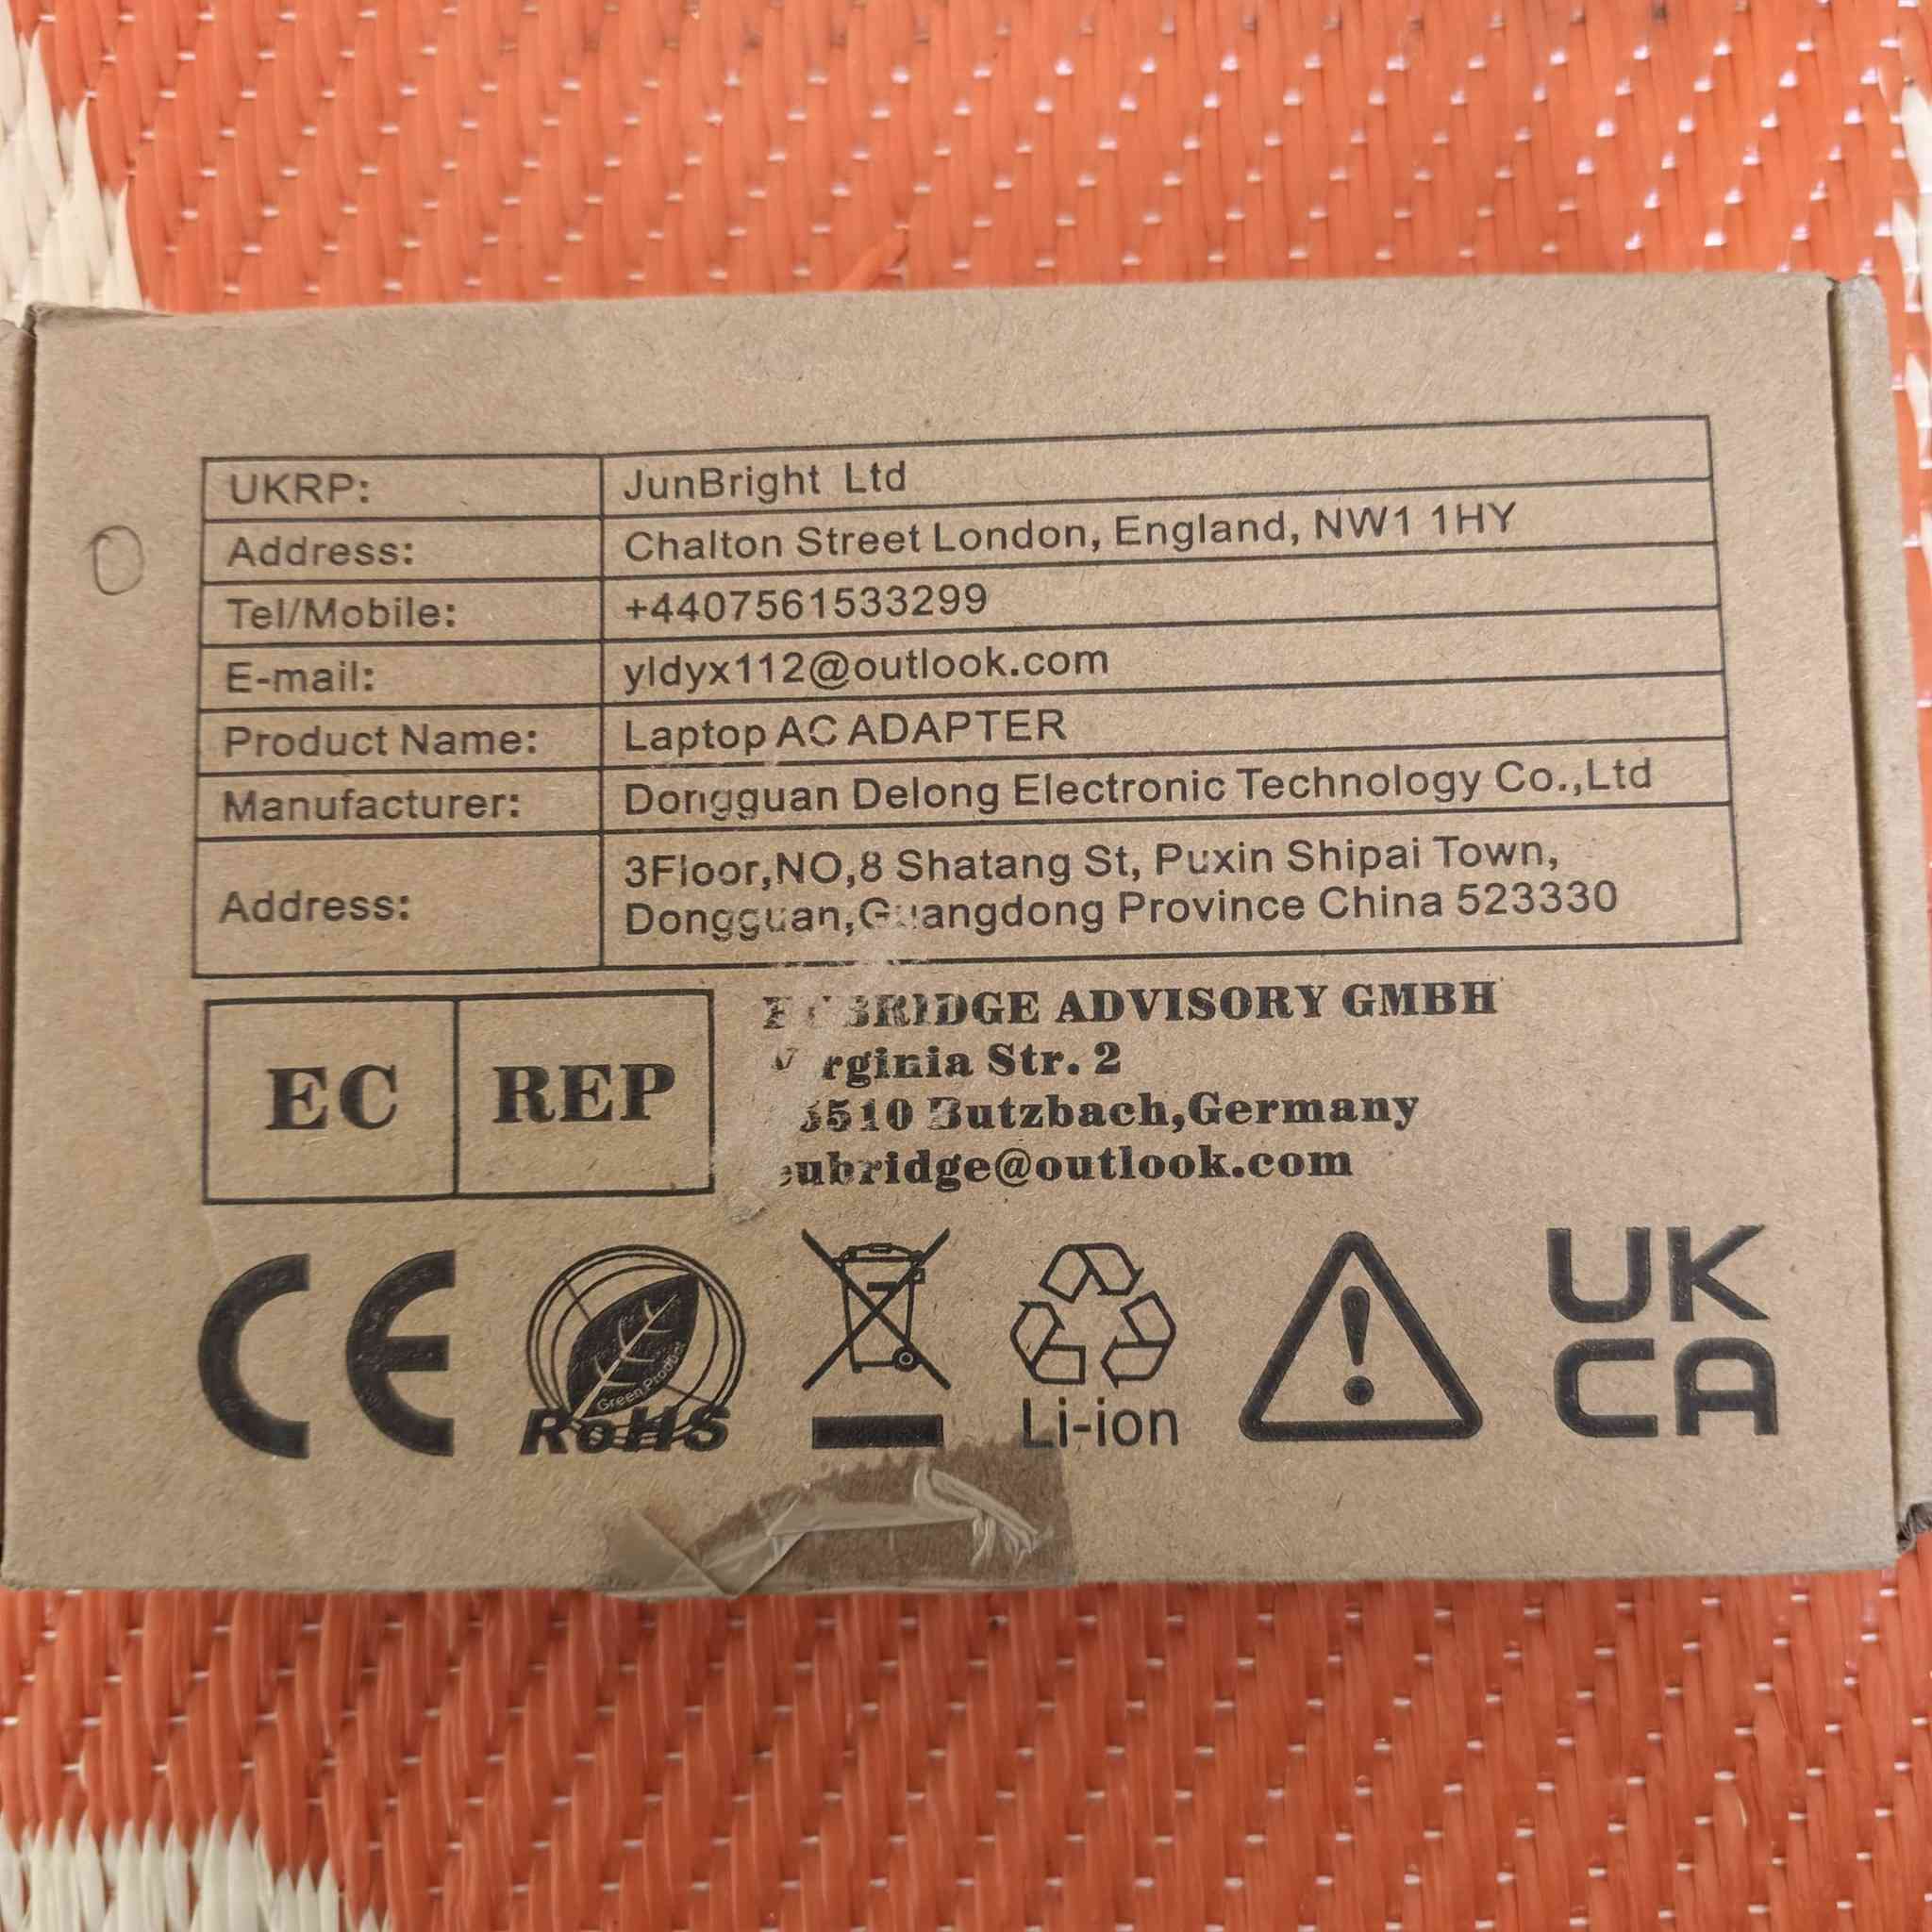 UKRP: JunBright Ltd
Address: Chalton Street London, England, NW1 1HY
Tel/Mobile: +4407561533299
E-mail: yldyx112@outlook.com
Product Name: Laptop AC ADAPTER
Manufacturer: Dongguan Delong Electronic Technology Co.,Ltd
Address: 3Floor,NO,8 Shatang St, Puxin Shipai Town,
Dongguan,Guangdong Province China 523330
EC REP
ADVISORY GMBH
Virginia Str. 2
Butzbach,Germany
eubridge@outlook.com
CE
Green Product
RoHS
Li-ion
UK
CA